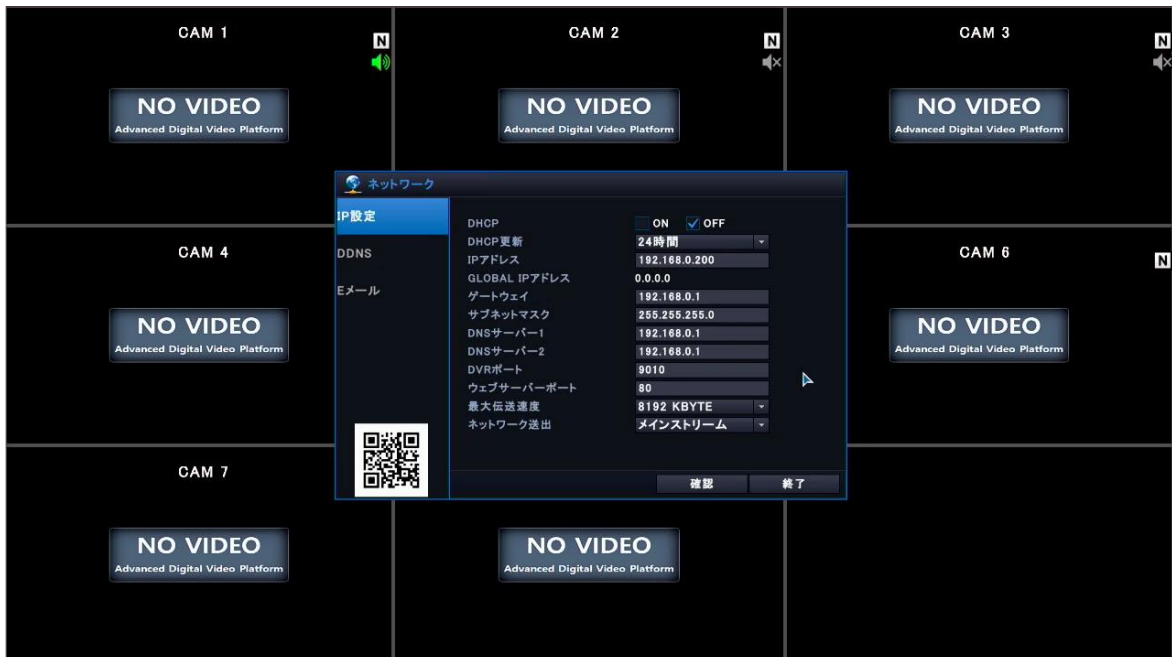 CAM 1
N
NO VIDEO
Advanced Digital Video Platform
CAM 2
N
NO VIDEO
Advanced Digital Video Platform
CAM 3
N
NO VIDEO
Advanced Digital Video Platform
ネットワーク
IP設定
DDNS
Eメール
DHCP ON OFF
DHCP更新 24時間
IPアドレス 192.168.0.200
GLOBAL IPアドレス 0.0.0.0
ゲートウェイ 192.168.0.1
サブネットマスク 255.255.255.0
DNSサーバー1 192.168.0.1
DNSサーバー2 192.168.0.1
DVRポート 9010
ウェブサーバーポート 80
最大伝送速度 8192 KBYTE
ネットワーク送出 メインストリーム
確認 終了
CAM 4
NO VIDEO
Advanced Digital Video Platform
CAM 6
N
NO VIDEO
Advanced Digital Video Platform
CAM 7
NO VIDEO
Advanced Digital Video Platform
NO VIDEO
Advanced Digital Video Platform